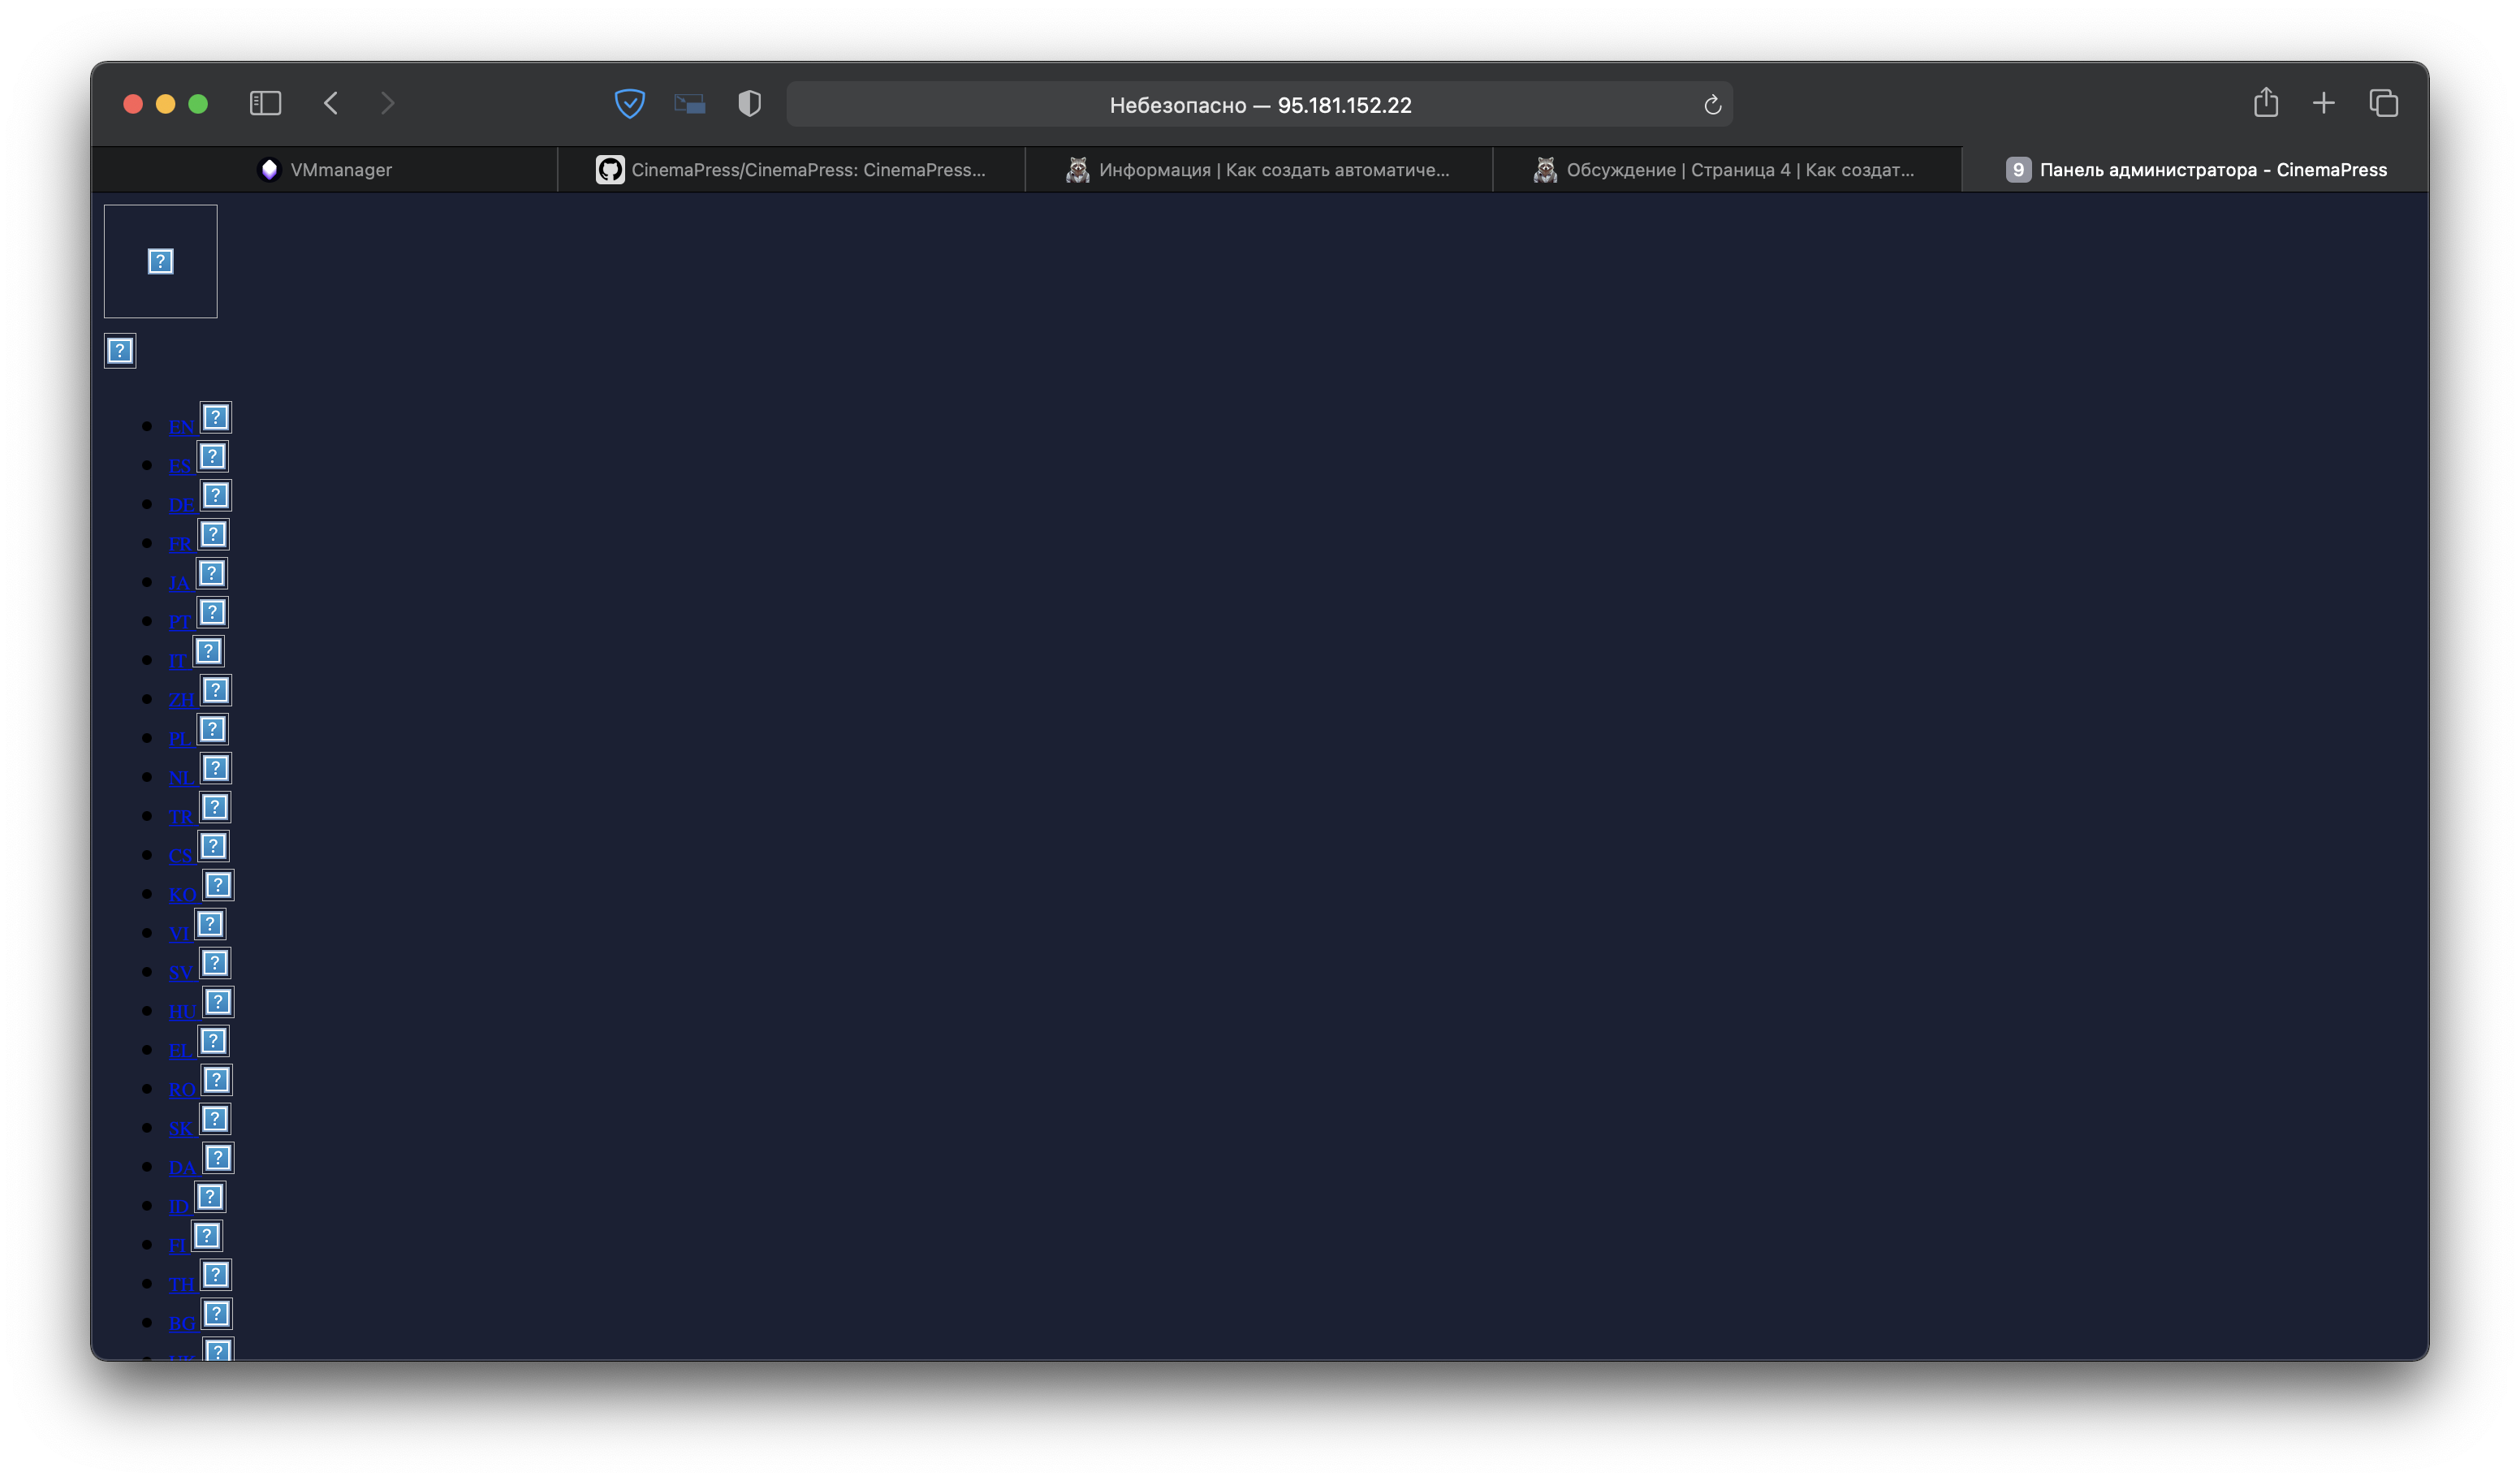 Небезопасно — 95.181.152.22
VMmanager
CinemaPress/CinemaPress: CinemaPress...
Информация | Как создать автоматиче...
Обсуждение | Страница 4 | Как создат...
9 Панель администратора - CinemaPress
EN
ES
DE
FR
JA
PT
IT
ZH
PL
NL
TR
CS
KO
VI
SV
HU
EL
RO
SK
DA
ID
FI
TH
BG